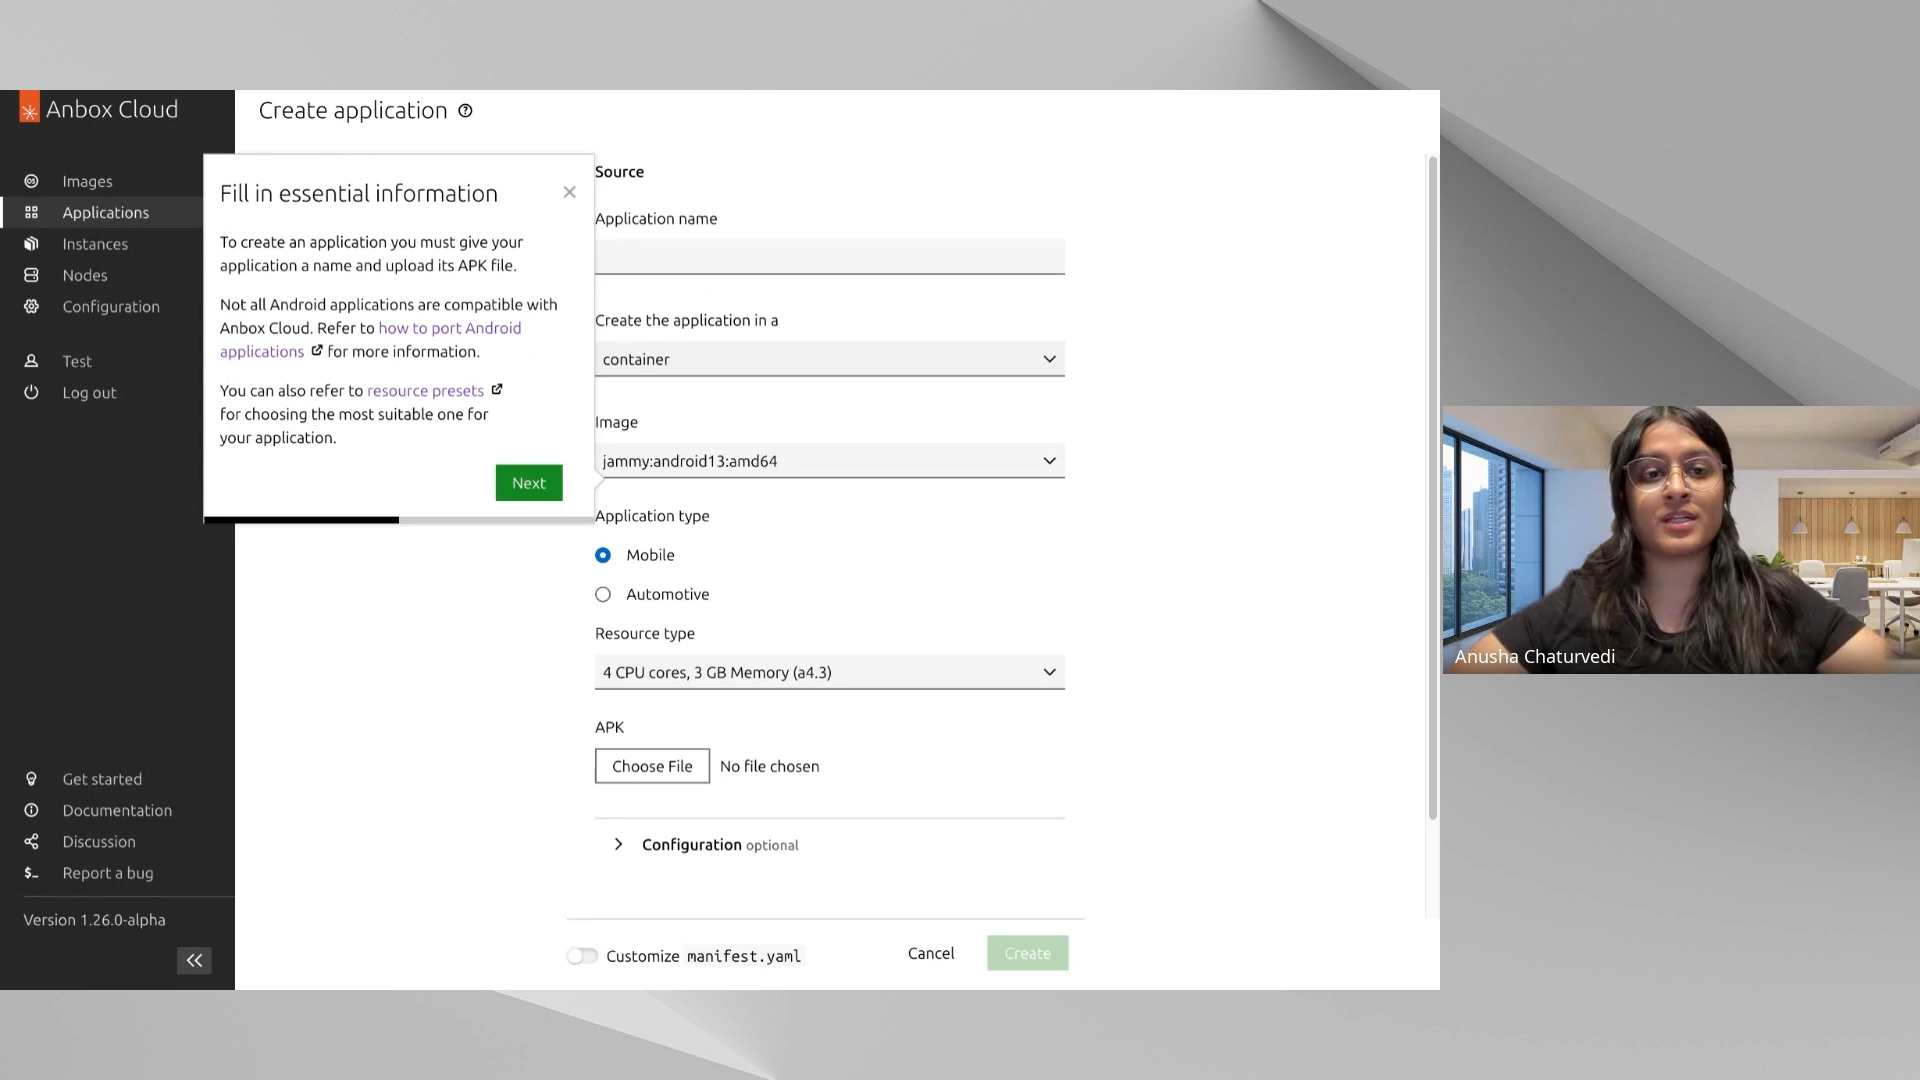 Anbox Cloud
Create application
Images
Applications
Instances
Nodes
Configuration
Test
Log out
Get started
Documentation
Discussion
$_ Report a bug
Version 1.26.0-alpha
Fill in essential information
To create an application you must give your
application a name and upload its APK file.
Not all Android applications are compatible with
Anbox Cloud. Refer to how to port Android
applications for more information.
You can also refer to resource presets
for choosing the most suitable one for
your application.
Next
Source
Application name
Create the application in a
container
Image
jammy:android13:amd64
Application type
Mobile
Automotive
Resource type
4 CPU cores, 3 GB Memory (a4.3)
APK
Choose File No file chosen
Configuration optional
Customize manifest.yaml
Cancel
Create
Anusha Chaturvedi